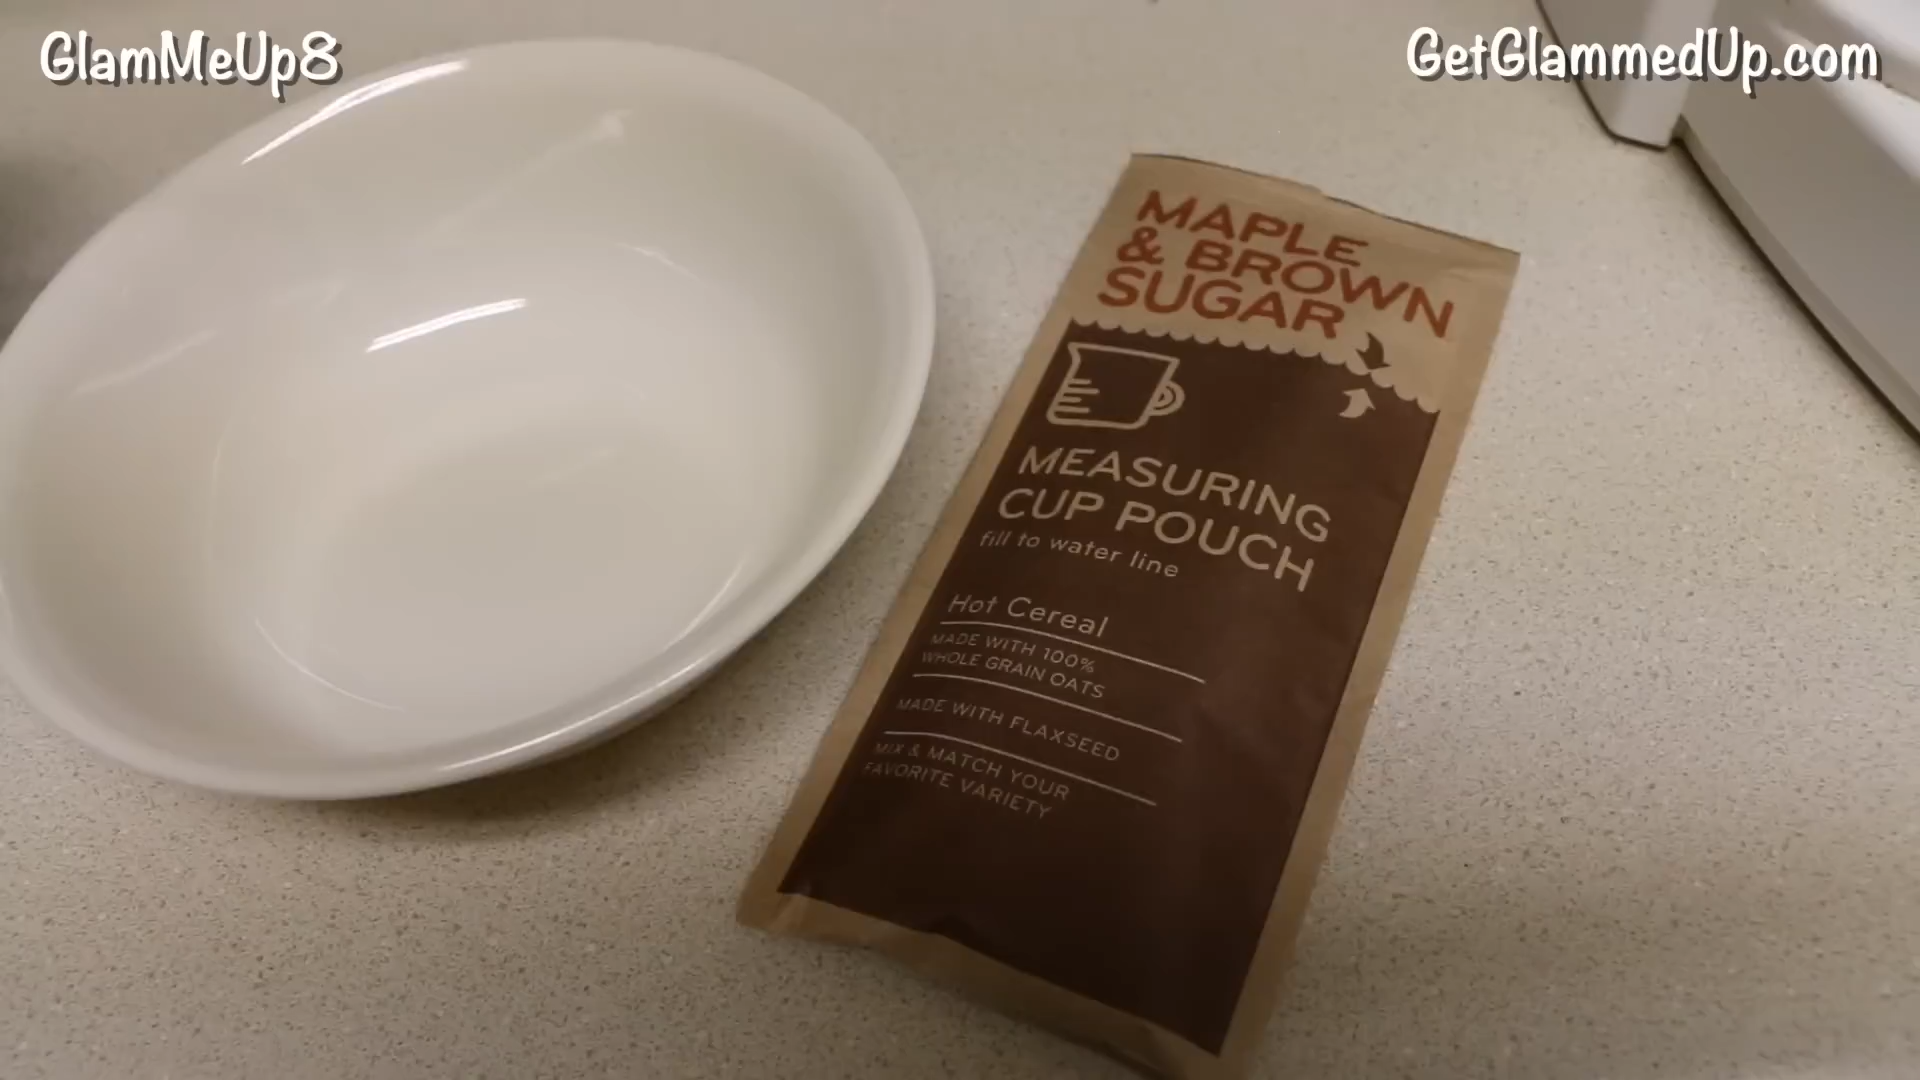 GlamMeUp8
GetGlammedUp.com
MAPLE
& BROWN
SUGAR
MEASURING
CUP POUCH
fill to water line
Hot Cereal
MADE WITH 100%
WHOLE GRAIN OATS
MADE WITH FLAXSEED
MIX & MATCH YOUR
FAVORITE VARIETY